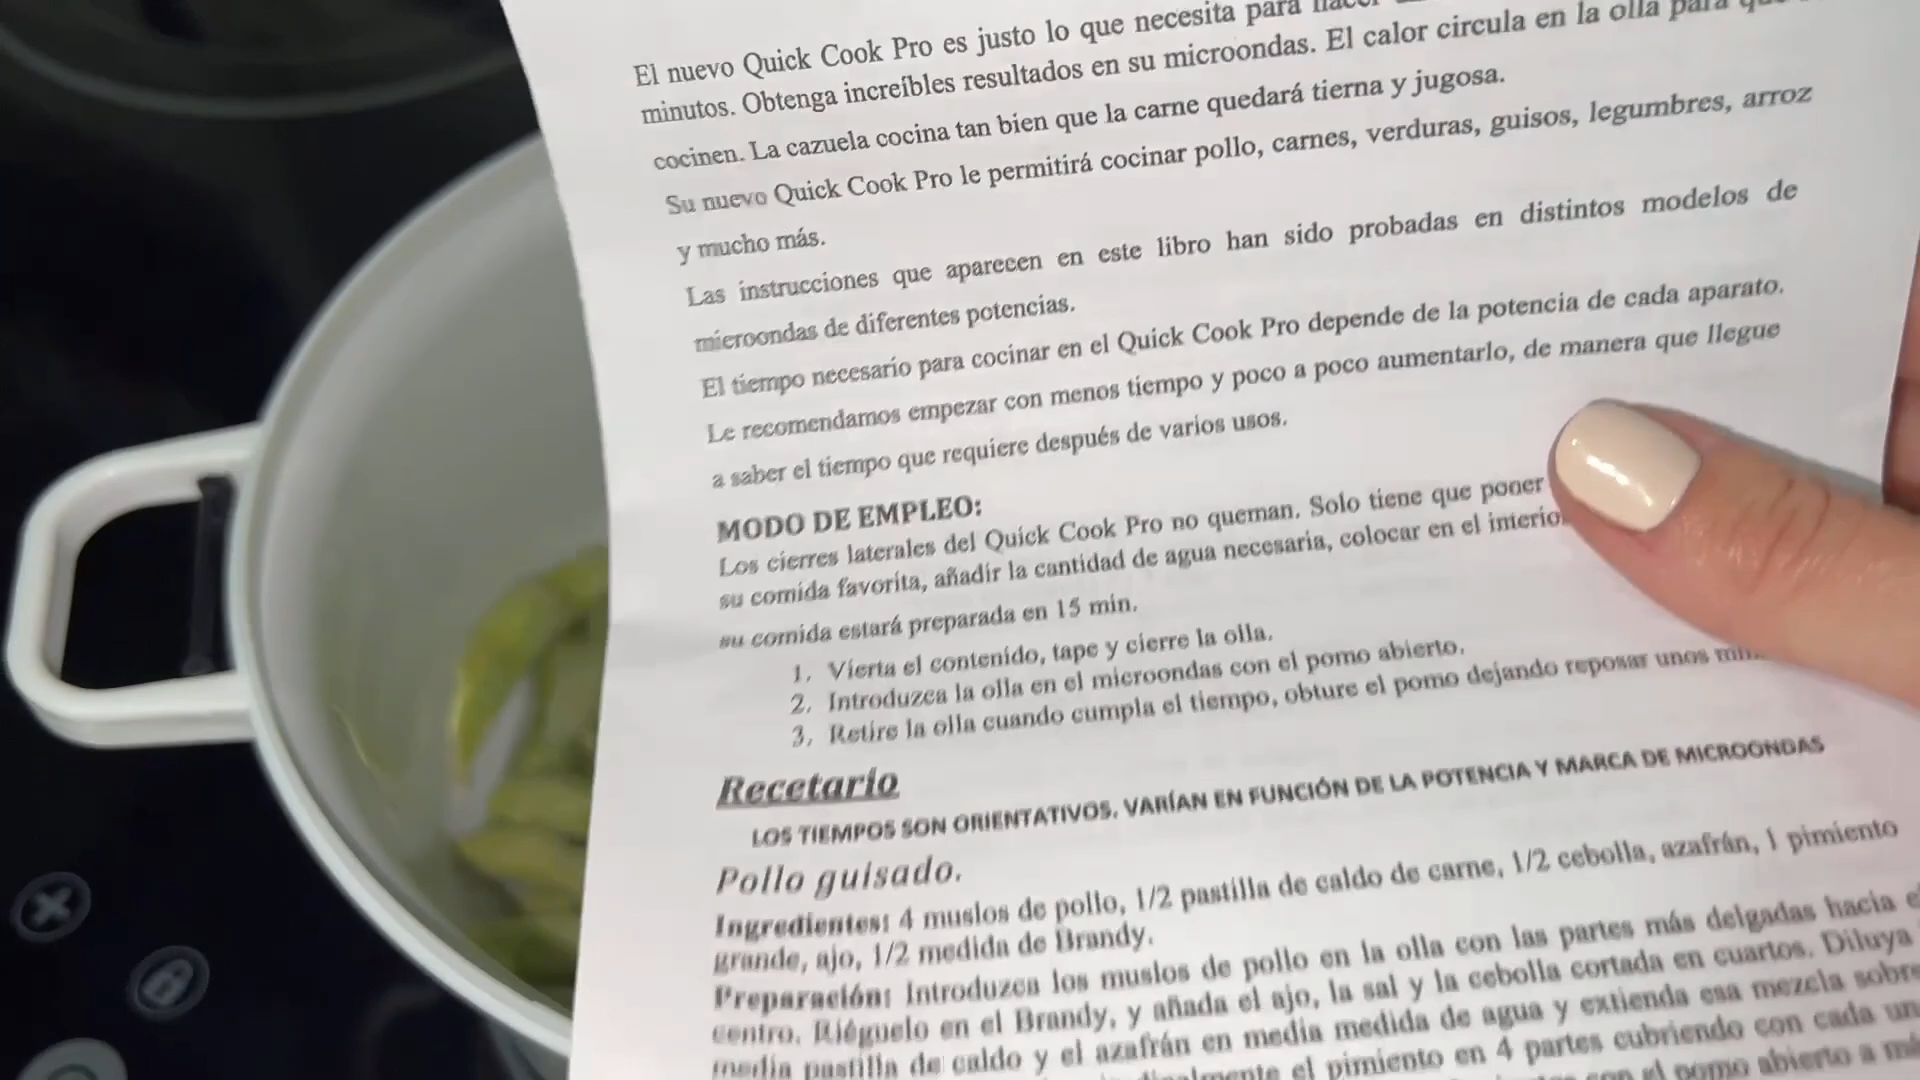 El nuevo Quick Cook Pro es justo lo que necesita para hacer
minutos. Obtenga increíbles resultados en su microondas. El calor circula en la olla para que
cocinen. La cazuela cocina tan bien que la carne quedará tierna y jugosa.
Su nuevo Quick Cook Pro le permitirá cocinar pollo, carnes, verduras, guisos, legumbres, arroz
y mucho más.
Las instrucciones que aparecen en este libro han sido probadas en distintos modelos de
microondas de diferentes potencias.
El tiempo necesario para cocinar en el Quick Cook Pro depende de la potencia de cada aparato.
Le recomendamos empezar con menos tiempo y poco a poco aumentarlo, de manera que llegue
a saber el tiempo que requiere después de varios usos.
MODO DE EMPLEO:
Los cierres laterales del Quick Cook Pro no queman. Solo tiene que poner
su comida favorita, añadir la cantidad de agua necesaria, colocar en el interior
su comida estará preparada en 15 min.
1. Vierta el contenido, tape y cierre la olla.
2. Introduzca la olla en el microondas con el pomo abierto.
3. Retire la olla cuando cumpla el tiempo, obture el pomo dejando reposar unos
Recetario
LOS TIEMPOS SON ORIENTATIVOS. VARÍAN EN FUNCIÓN DE LA POTENCIA Y MARCA DE MICROONDAS
Pollo guisado.
Ingredientes: 4 muslos de pollo, 1/2 pastilla de caldo de carne, 1/2 cebolla, azafrán, 1 pimiento
grande, ajo, 1/2 medida de Brandy.
Preparación: Introduzca los muslos de pollo en la olla con las partes más delgadas hacia el
centro. Riéguelo en el Brandy, y añada el ajo, la sal y la cebolla cortada en cuartos. Diluya
media pastilla de caldo y el azafrán en media medida de agua y extienda esa mezcla sobre
el pimiento en 4 partes cubriendo con cada
con el pomo abierto a